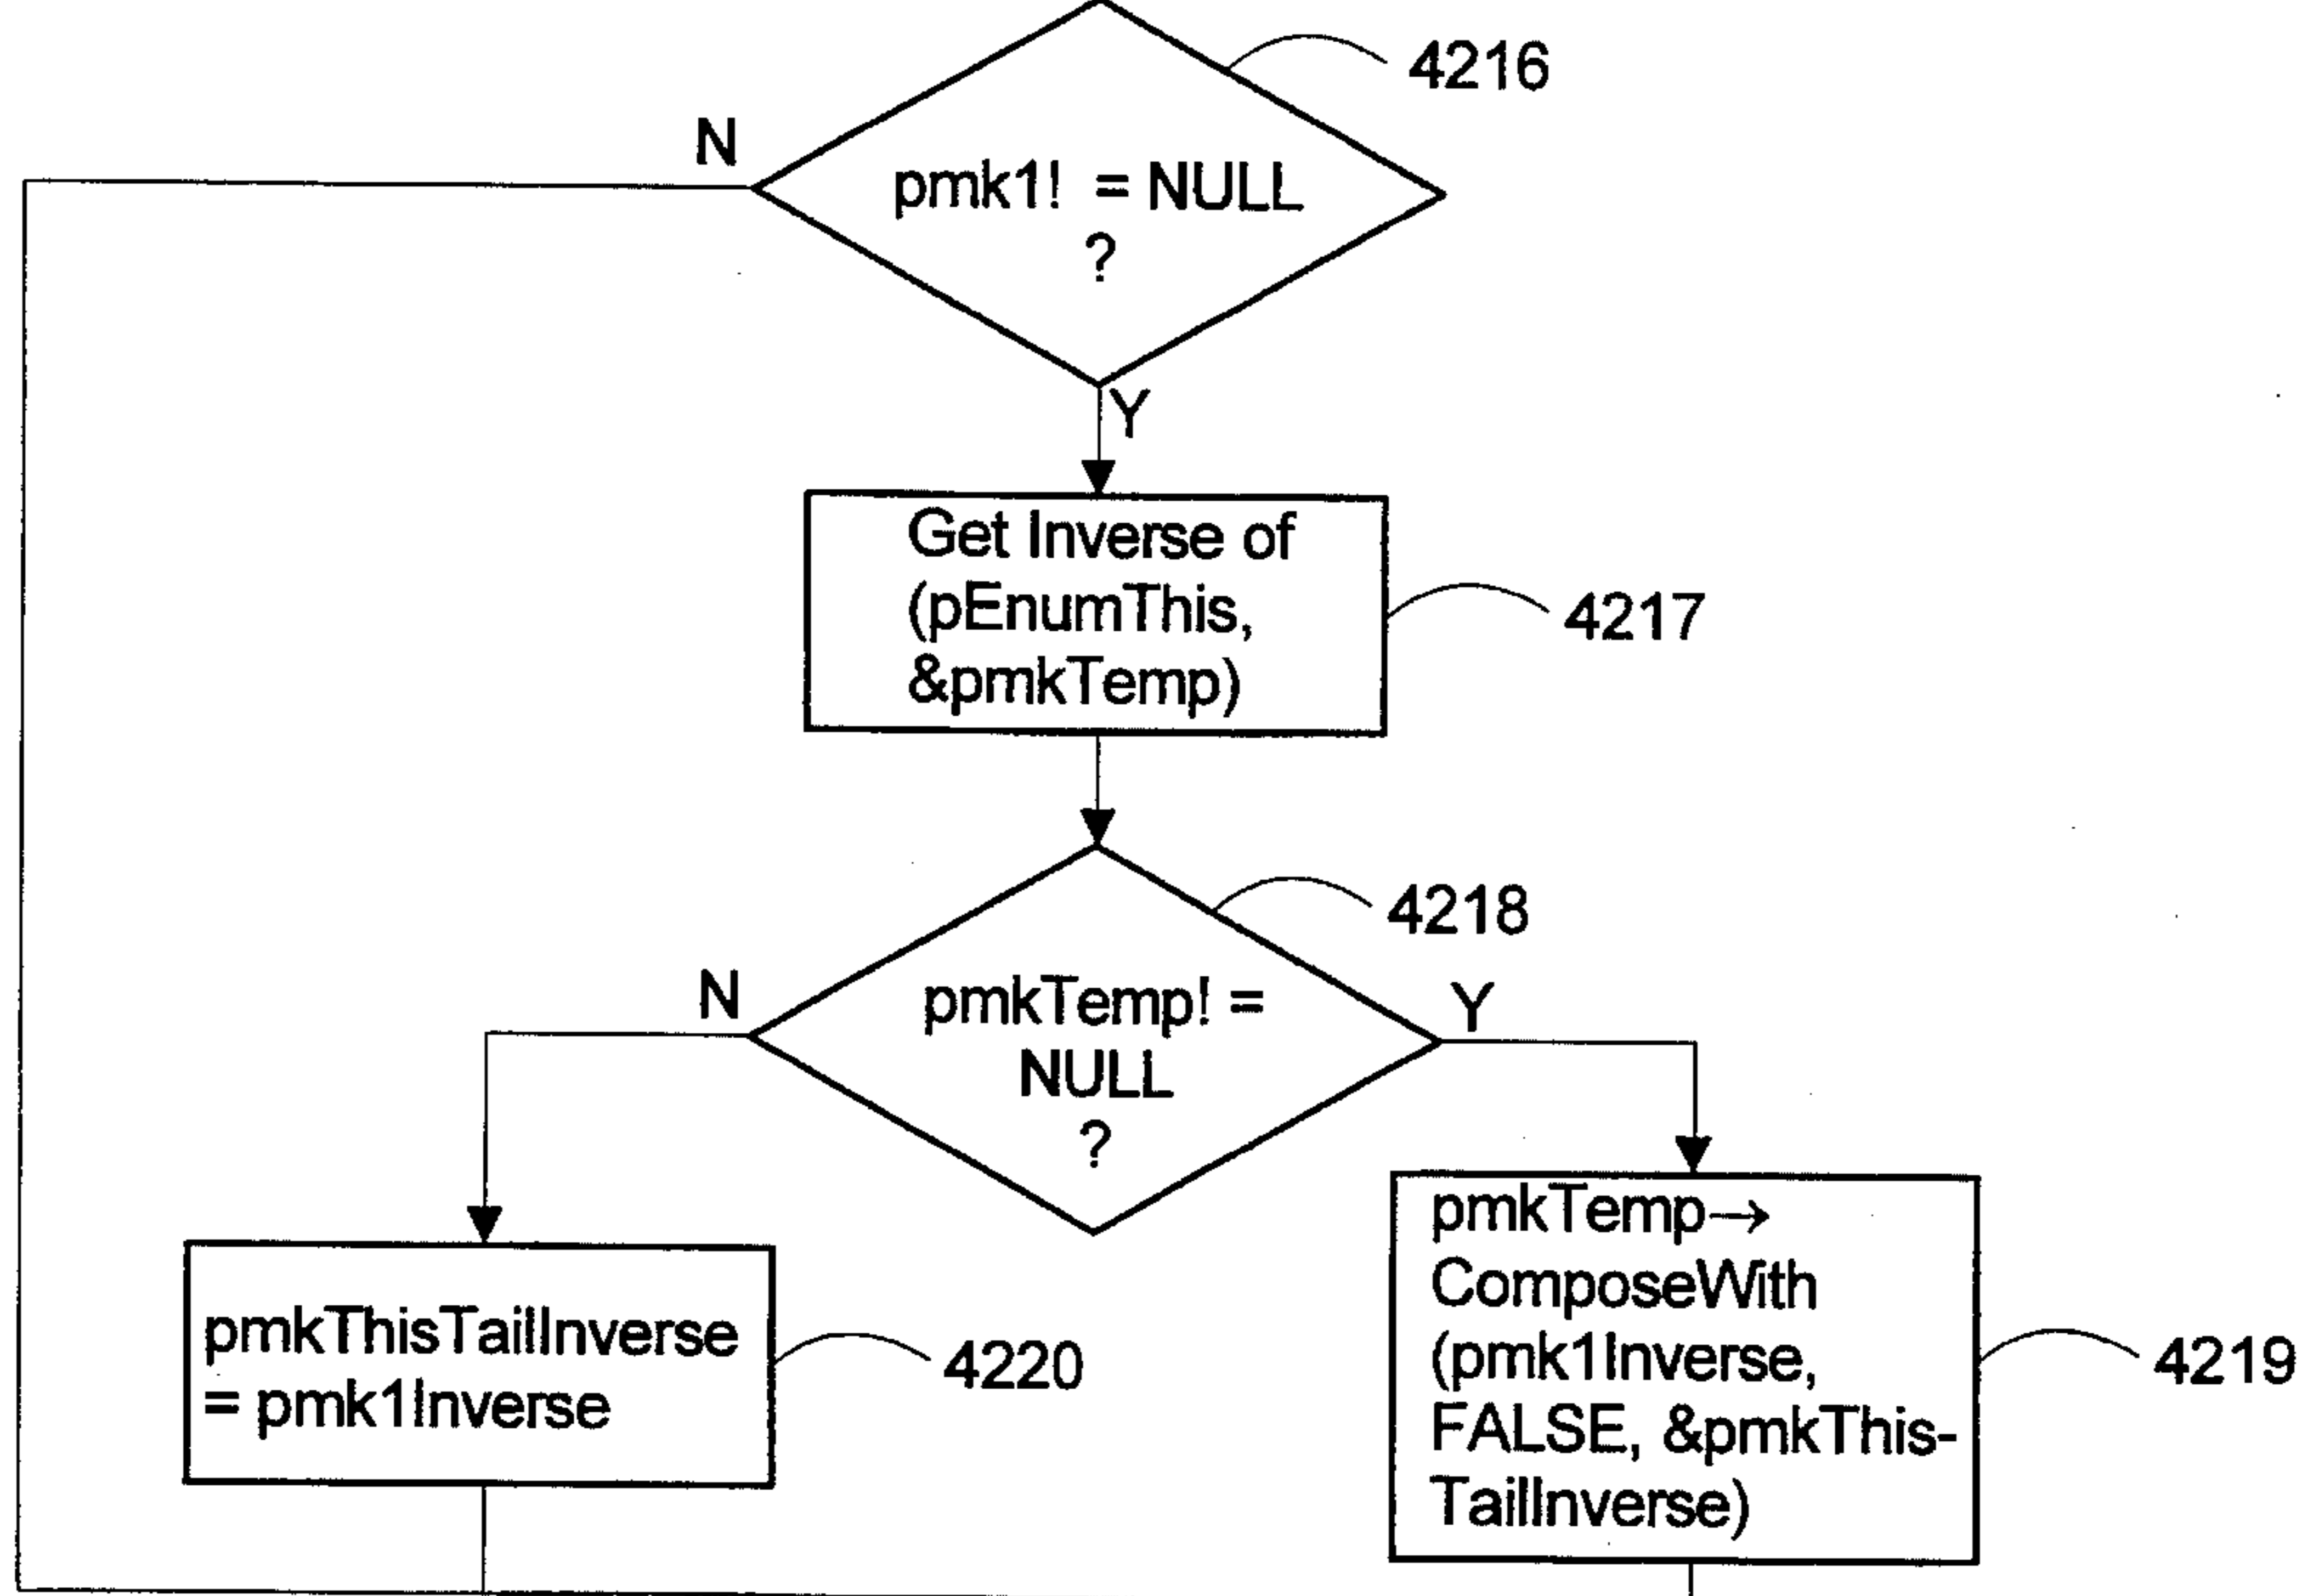 4216
N
pmk1! = NULL
?
Y
Get Inverse of
(pEnumThis,
&pmkTemp)
4217
4218
N
pmkTemp! =
NULL
?
Y
pmkThisTailInverse
= pmk1Inverse
4220
pmkTemp→
ComposeWith
(pmk1Inverse,
FALSE, &pmkThis-
TailInverse)
4219